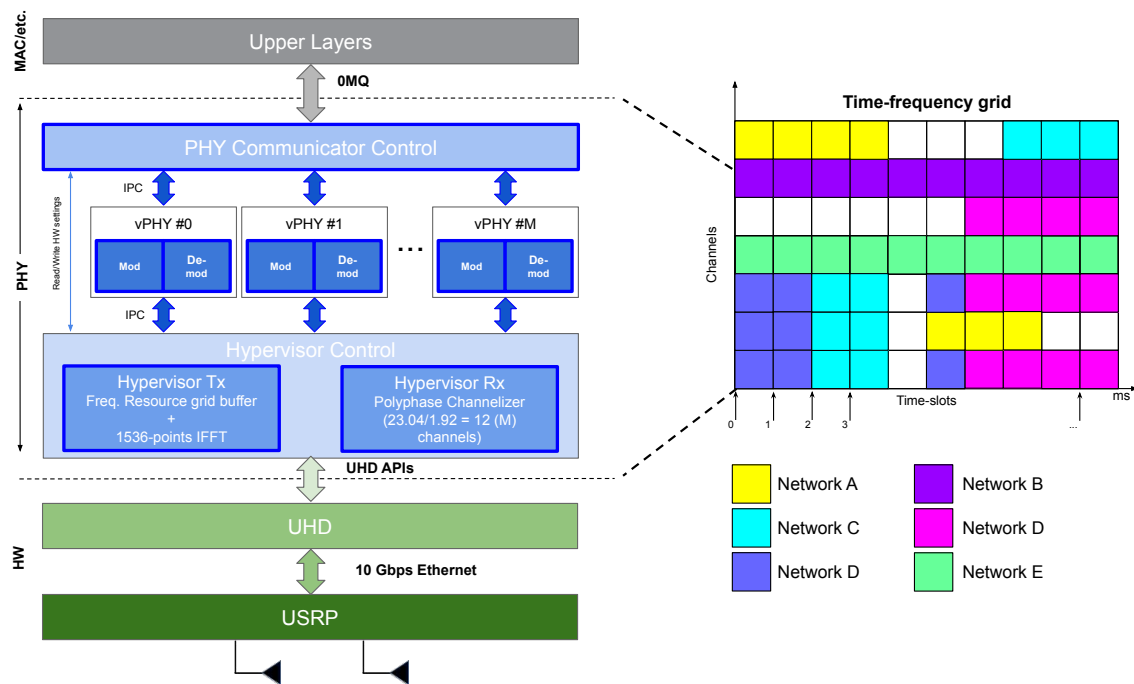 MAC/etc.
Upper Layers
0MQ
PHY
PHY Communicator Control
Read/Write HW settings
IPC
vPHY #0
Mod
De-
mod
vPHY #1
Mod
De-
mod
...
vPHY #M
Mod
De-
mod
IPC
Hypervisor Control
Hypervisor Tx
Freq. Resource grid buffer
+
1536-points IFFT
Hypervisor Rx
Polyphase Channelizer
(23.04/1.92 = 12 (M)
channels)
UHD APIs
HW
UHD
10 Gbps Ethernet
USRP
Time-frequency grid
Channels
Time-slots
ms
0
1
2
3
...
Network A
Network B
Network C
Network D
Network D
Network E